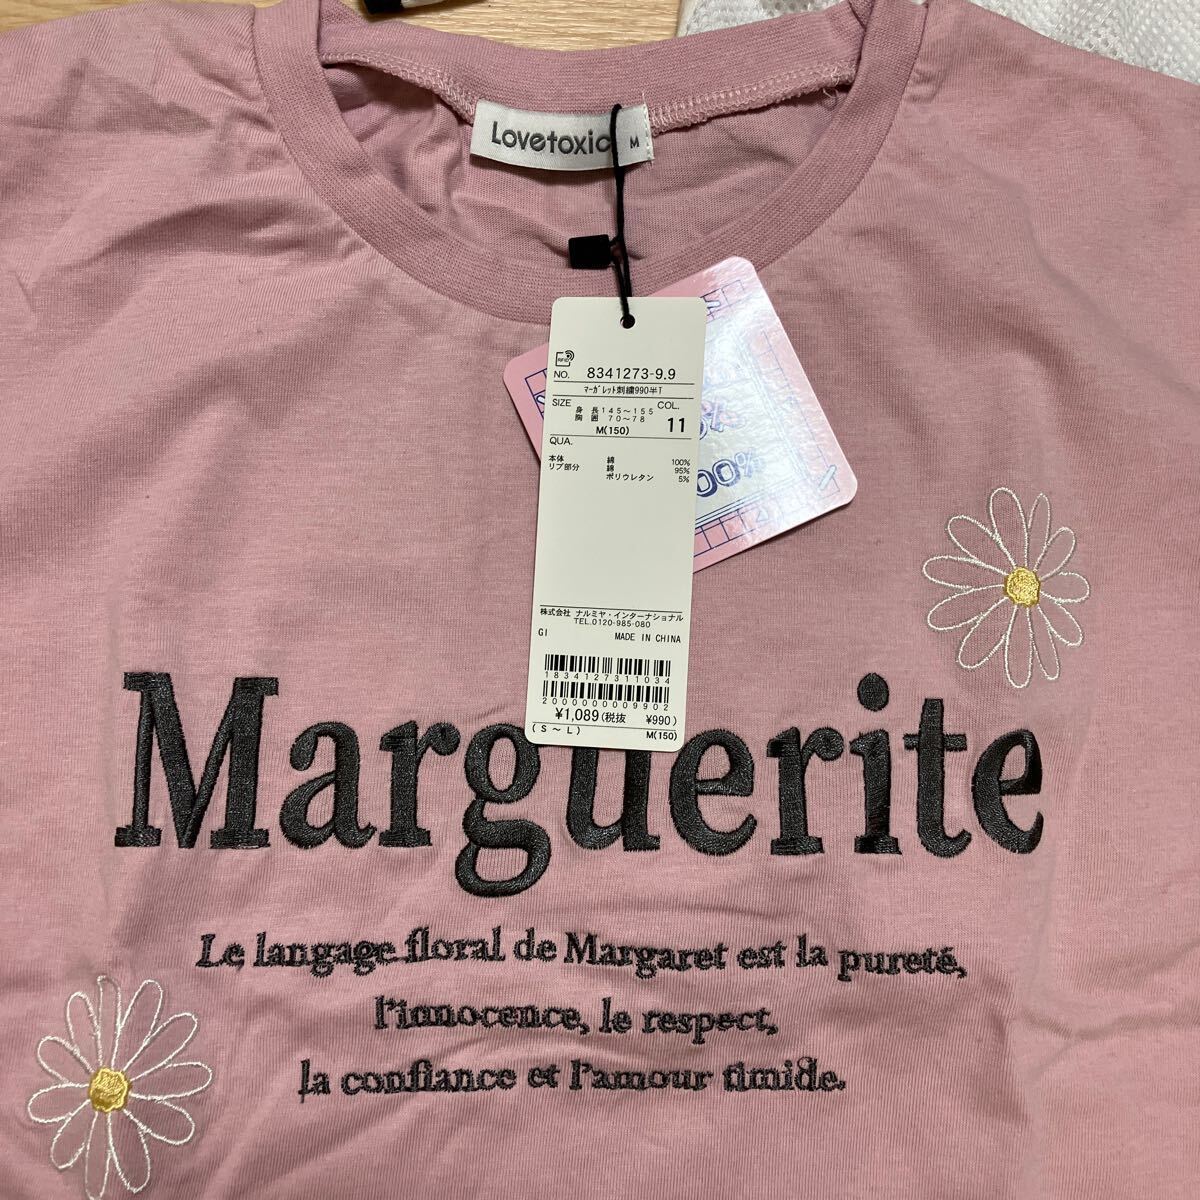 Lovetoxic
M
RFID
NO. 8341273-9.9
マーガレット刺繍990半T
SIZE 身長145～155 COL.
胸囲 70～78 11
M(150)
QUA.
本体 綿 100%
リブ部分 綿 95%
ポリウレタン 5%
株式会社 ナルミヤ・インターナショナル
TEL.0120-985-080
GI MADE IN CHINA
1834127311034
2000000009902
¥1,089(税抜 ¥990)
(S～L) M(150)
00%
Marguerite
Le langage floral de Margaret est la pureté,
l'innocence, le respect,
la confiance et l'amour timide.